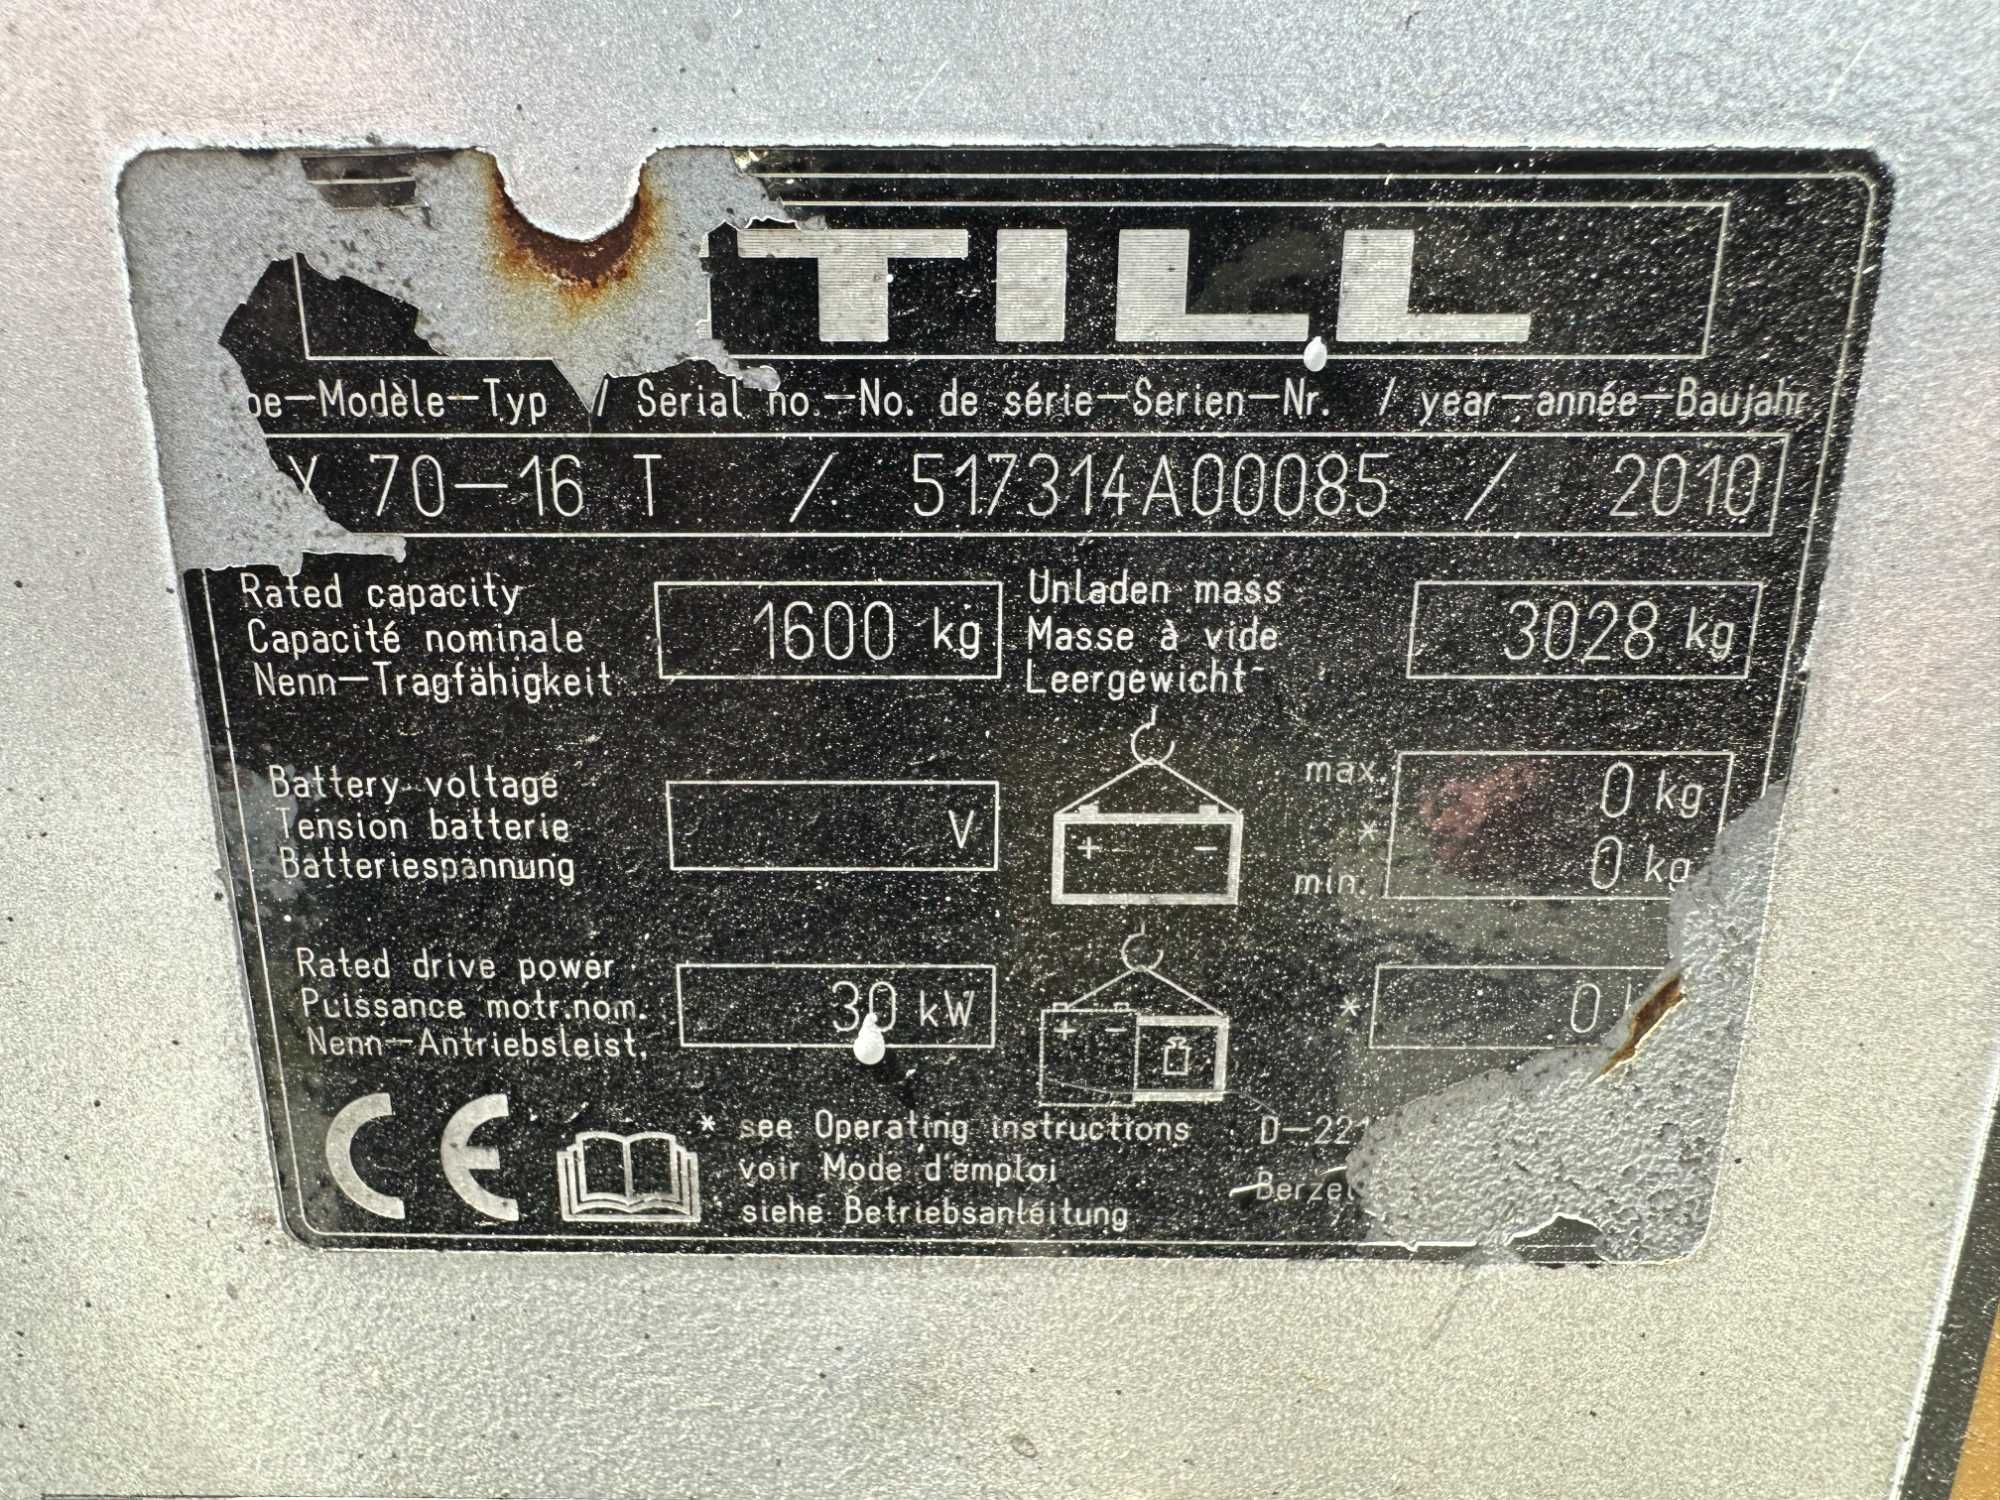 TILL
pe-Modèle-Typ / Serial no.-No. de série-Serien-Nr. / year-année-Baujahr
X 70-16 T / 517314A00085 / 2010
Rated capacity
Capacité nominale
Nenn-Tragfähigkeit
1600 kg
Unladen mass
Masse à vide
Leergewicht
3028 kg
Battery voltage
Tension batterie
Batteriespannung
V
+ -
max.
*
min.
0 kg
0 kg
Rated drive power
Puissance motr.nom.
Nenn-Antriebsleist.
30 kW
+ -
*
0
CE
* see Operating instructions
voir Mode d'emploi
siehe Betriebsanleitung
D-221
Berzel